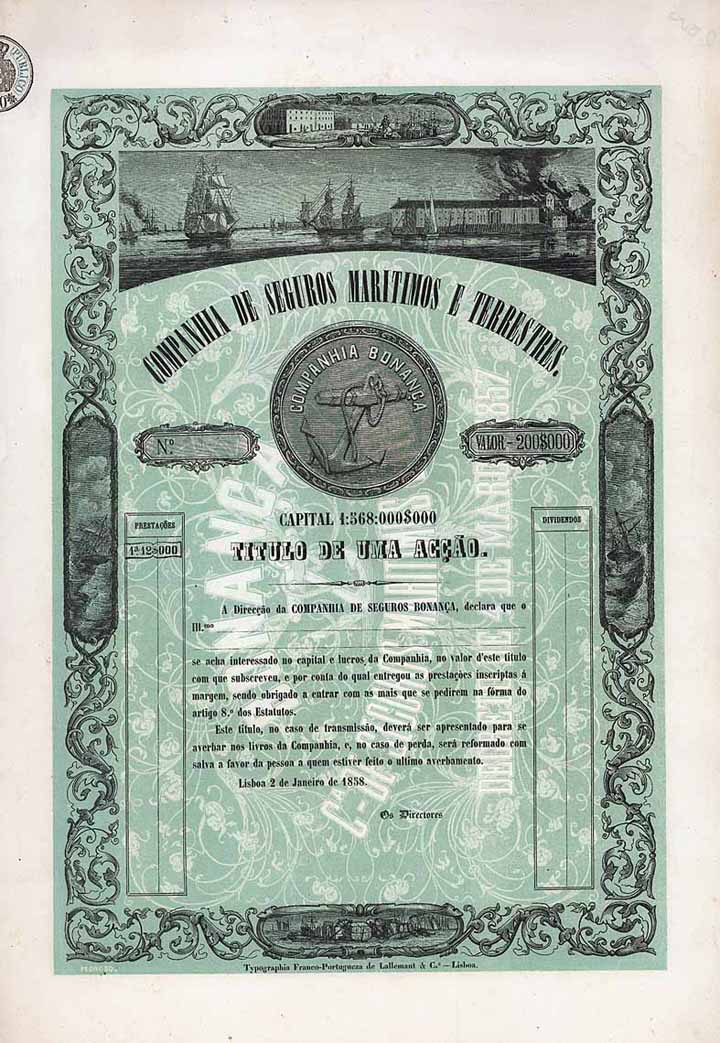 PUBLICO
COMPANHIA DE SEGUROS MARITIMOS E TERRESTRES.
COMPANHIA BONANÇA
Nº
VALOR-200$000
CAPITAL 1:568:000$000
TITULO DE UMA ACÇÃO.
PRESTAÇÕES
1ª 12$000
DIVIDENDOS
A Direcção da COMPANHIA DE SEGUROS BONANÇA, declara que o
Ill.mo
se acha interessado no capital e lucros da Companhia, no valor d'este titulo
com que subscreveu, e por conta do qual entregou as prestações inscriptas á
margem, sendo obrigado a entrar com as mais que se pedirem na fórma do
artigo 8.º dos Estatutos.
Este titulo, no caso de transmissão, deverá ser apresentado para se
averbar nos livros da Companhia, e, no caso de perda, será reformado com
salva a favor da pessoa a quem estiver feito o ultimo averbamento.
Lisboa 2 de Janeiro de 1858.
Os Directores
PEDROSO.
Typographia Franco-Portugueza de Lallemant & C.ª — Lisboa.